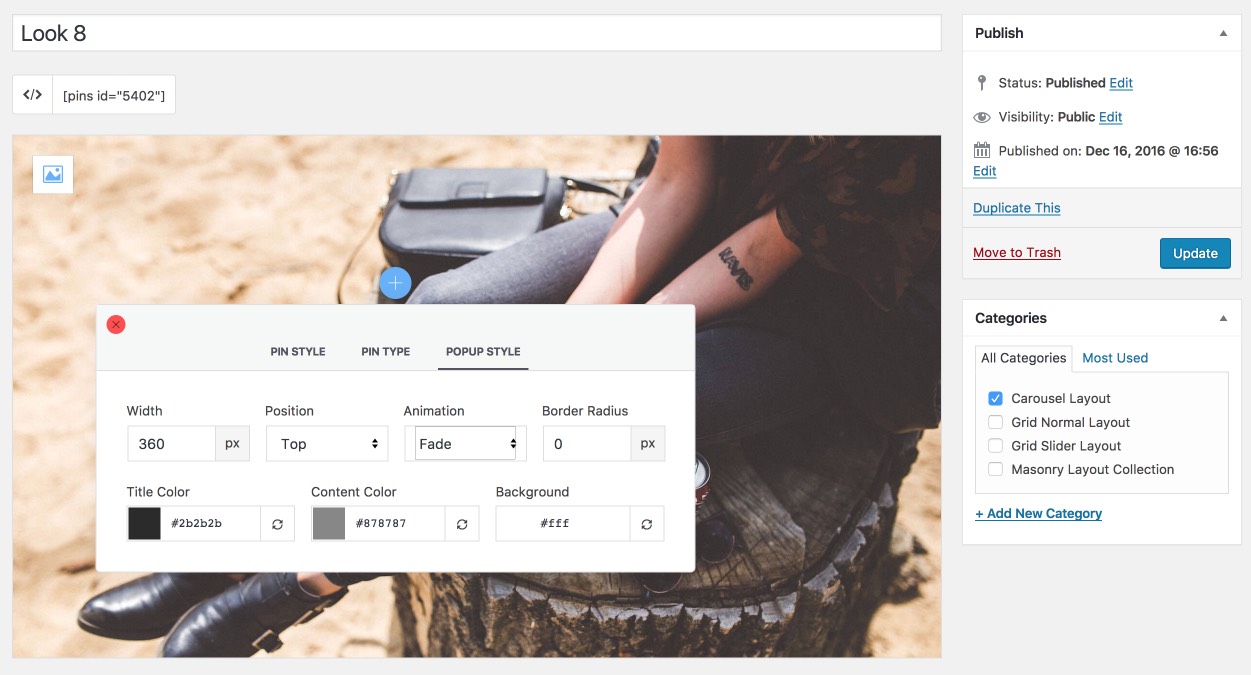 Look 8
</> [pins id="5402"]
PIN STYLE PIN TYPE POPUP STYLE
Width Position Animation Border Radius
360 px Top Fade 0 px
Title Color Content Color Background
#2b2b2b #878787 #fff
Publish
Status: Published Edit
Visibility: Public Edit
Published on: Dec 16, 2016 @ 16:56
Edit
Duplicate This
Move to Trash Update
Categories
All Categories Most Used
Carousel Layout
Grid Normal Layout
Grid Slider Layout
Masonry Layout Collection
+ Add New Category